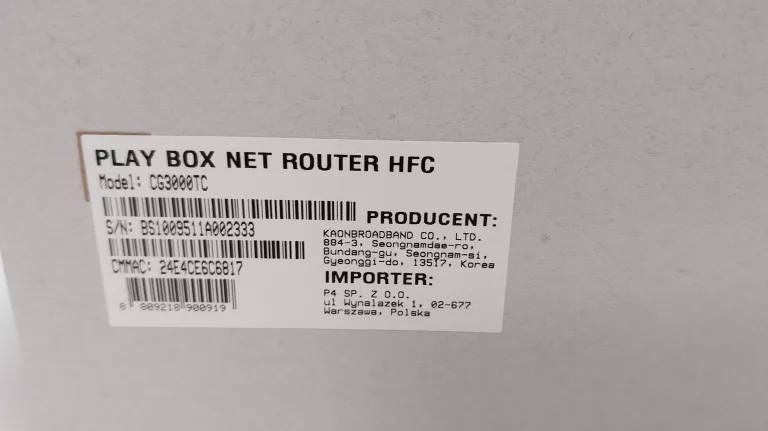 PLAY BOX NET ROUTER HFC
Model: CG3000TC
S/N: BS1009511A002333
CMMAC: 24E4CE6C6817
8 809218 900919
PRODUCENT:
KAONBROADBAND CO., LTD.
884-3, Seongnamdae-ro,
Bundang-gu, Seongnam-si,
Gyeonggi-do, 13517, Korea
IMPORTER:
P4 SP. Z O.O.
ul Wynalazek 1, 02-677
Warszawa, Polska